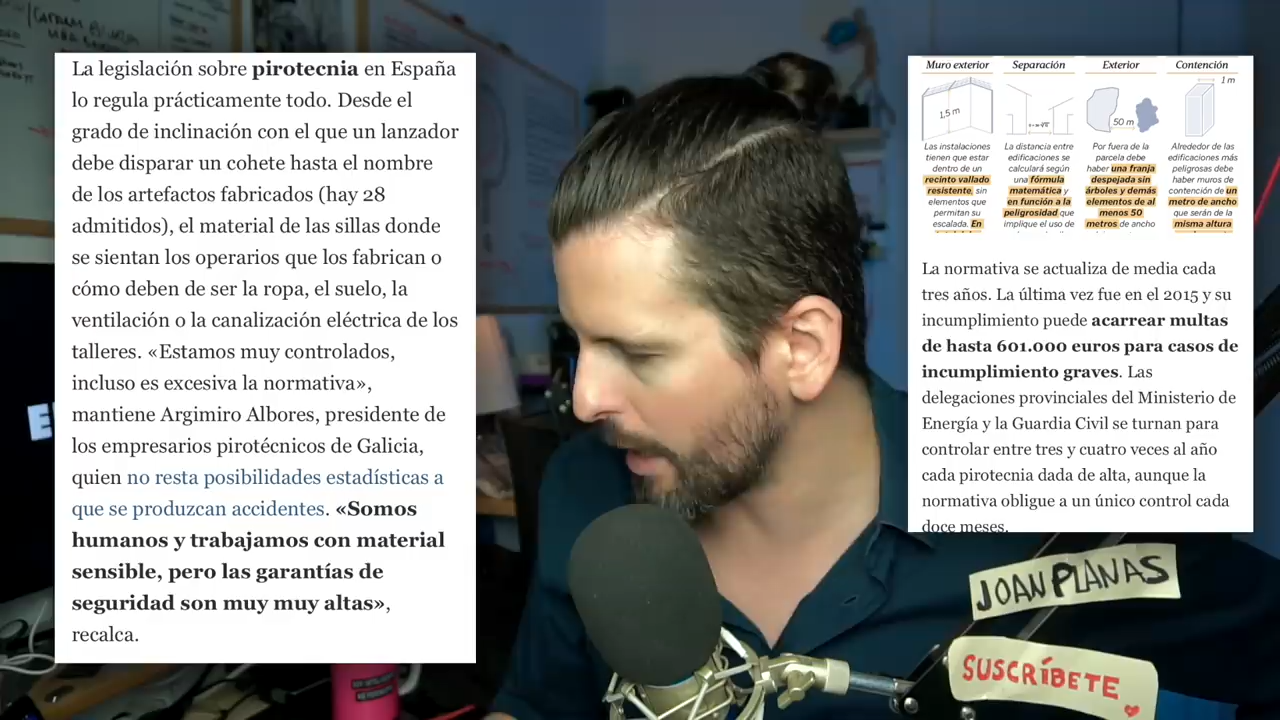 La legislación sobre pirotecnia en España
lo regula prácticamente todo. Desde el
grado de inclinación con el que un lanzador
debe disparar un cohete hasta el nombre
de los artefactos fabricados (hay 28
admitidos), el material de las sillas donde
se sientan los operarios que los fabrican o
cómo deben de ser la ropa, el suelo, la
ventilación o la canalización eléctrica de los
talleres. «Estamos muy controlados,
incluso es excesiva la normativa»,
mantiene Argimiro Albores, presidente de
los empresarios pirotécnicos de Galicia,
quien no resta posibilidades estadísticas a
que se produzcan accidentes. «Somos
humanos y trabajamos con material
sensible, pero las garantías de
seguridad son muy muy altas»,
recalca.
Muro exterior
1,5 m
Las instalaciones
tienen que estar
dentro de un
recinto vallado
resistente, sin
elementos que
permitan su
escalada. En
Separación
La distancia entre
edificaciones se
calculará según
una fórmula
matemática y
en función a la
peligrosidad que
implique el uso de
Exterior
50 m
Por fuera de la
parcela debe
haber una franja
despejada sin
árboles y demás
elementos de al
menos 50
metros de ancho
Contención
1 m
Alrededor de las
edificaciones más
peligrosas debe
haber muros de
contención de un
metro de ancho
que serán de la
misma altura
La normativa se actualiza de media cada
tres años. La última vez fue en el 2015 y su
incumplimiento puede acarrear multas
de hasta 601.000 euros para casos de
incumplimiento graves. Las
delegaciones provinciales del Ministerio de
Energía y la Guardia Civil se turnan para
controlar entre tres y cuatro veces al año
cada pirotecnia dada de alta, aunque la
normativa obligue a un único control cada
doce meses.
JOAN PLANAS
SUSCRÍBETE